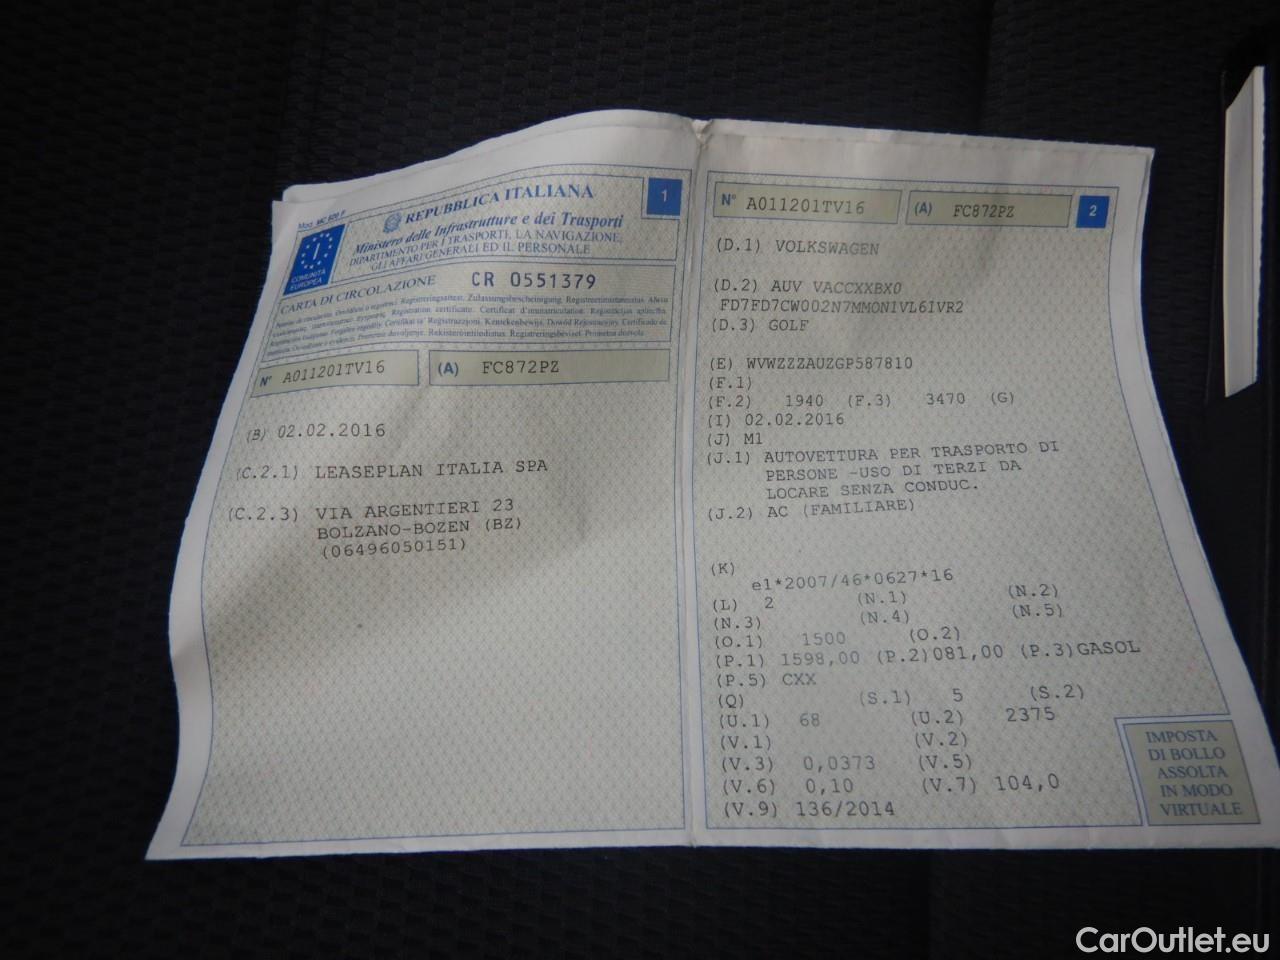 Mod. MC 820 F
REPUBBLICA ITALIANA
1
Ministero delle Infrastrutture e dei Trasporti
DIPARTIMENTO PER I TRASPORTI, LA NAVIGAZIONE,
GLI AFFARI GENERALI ED IL PERSONALE
I
COMUNITÀ
EUROPEA
CARTA DI CIRCOLAZIONE CR 0551379
Registreringsattest. Zulassungsbescheinigung.
Registration certificate. Certificat d'immatriculation.
N° A011201TV16 (A) FC872PZ
(B) 02.02.2016
(C.2.1) LEASEPLAN ITALIA SPA
(C.2.3) VIA ARGENTIERI 23
BOLZANO-BOZEN (BZ)
(06496050151)
N° A011201TV16 (A) FC872PZ 2
(D.1) VOLKSWAGEN
(D.2) AUV VACCXXBX0
FD7FD7CW002N7MMON1VL6IVR2
(D.3) GOLF
(E) WVWZZZAUZGP587810
(F.1)
(F.2) 1940 (F.3) 3470 (G)
(I) 02.02.2016
(J) M1
(J.1) AUTOVETTURA PER TRASPORTO DI
PERSONE -USO DI TERZI DA
LOCARE SENZA CONDUC.
(J.2) AC (FAMILIARE)
(K)
e1*2007/46*0627*16
(L) 2 (N.1) (N.2)
(N.3) (N.4) (N.5)
(O.1) 1500 (O.2)
(P.1) 1598,00 (P.2)081,00 (P.3)GASOL
(P.5) CXX
(Q) (S.1) 5 (S.2)
(U.1) 68 (U.2) 2375
(V.1) (V.2)
(V.3) 0,0373 (V.5)
(V.6) 0,10 (V.7) 104,0
(V.9) 136/2014
IMPOSTA
DI BOLLO
ASSOLTA
IN MODO
VIRTUALE
CarOutlet.eu